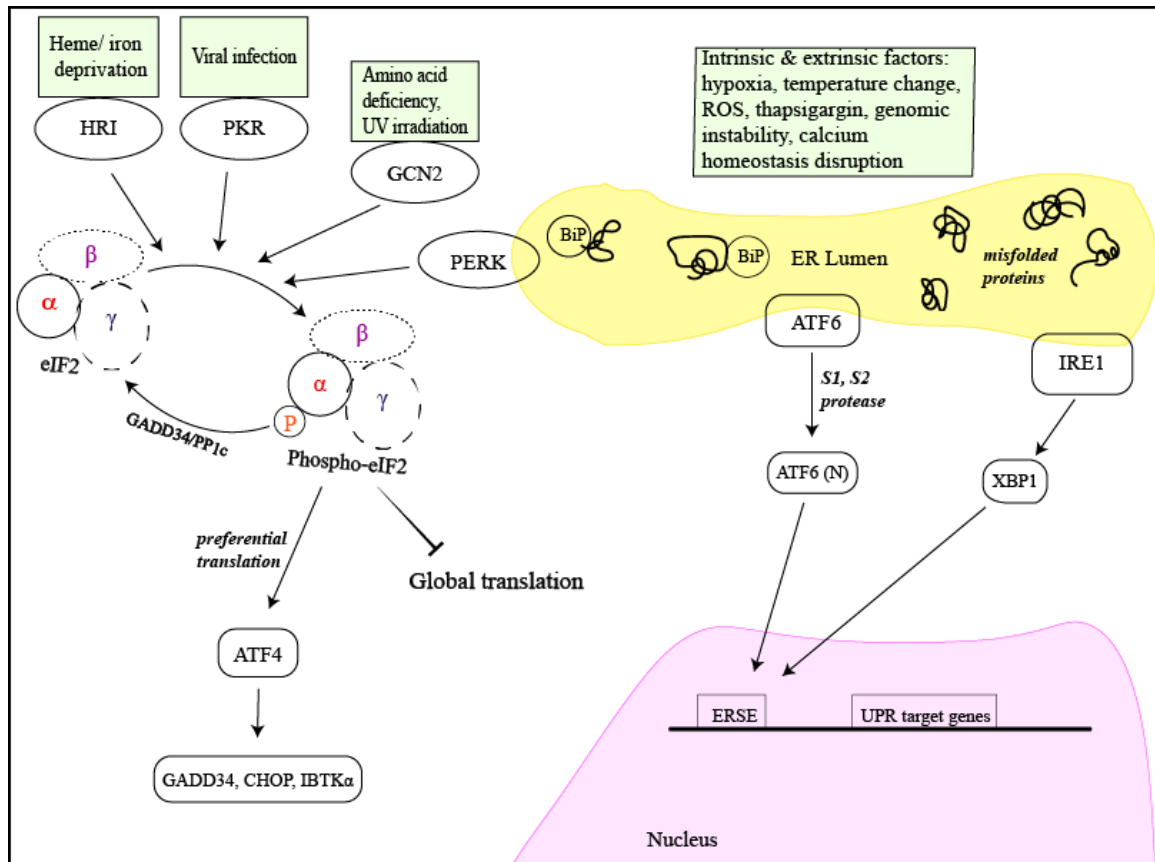 Heme/ iron
deprivation
HRI
Viral infection
PKR
Amino acid
deficiency,
UV irradiation
GCN2
Intrinsic & extrinsic factors:
hypoxia, temperature change,
ROS, thapsigargin, genomic
instability, calcium
homeostasis disruption
PERK
BiP
BiP
ER Lumen
misfolded
proteins
β
α
γ
eIF2
β
α
γ
P
Phospho-eIF2
GADD34/PP1c
ATF6
IRE1
S1, S2
protease
ATF6 (N)
XBP1
preferential
translation
Global translation
ATF4
GADD34, CHOP, IBTKα
ERSE
UPR target genes
Nucleus